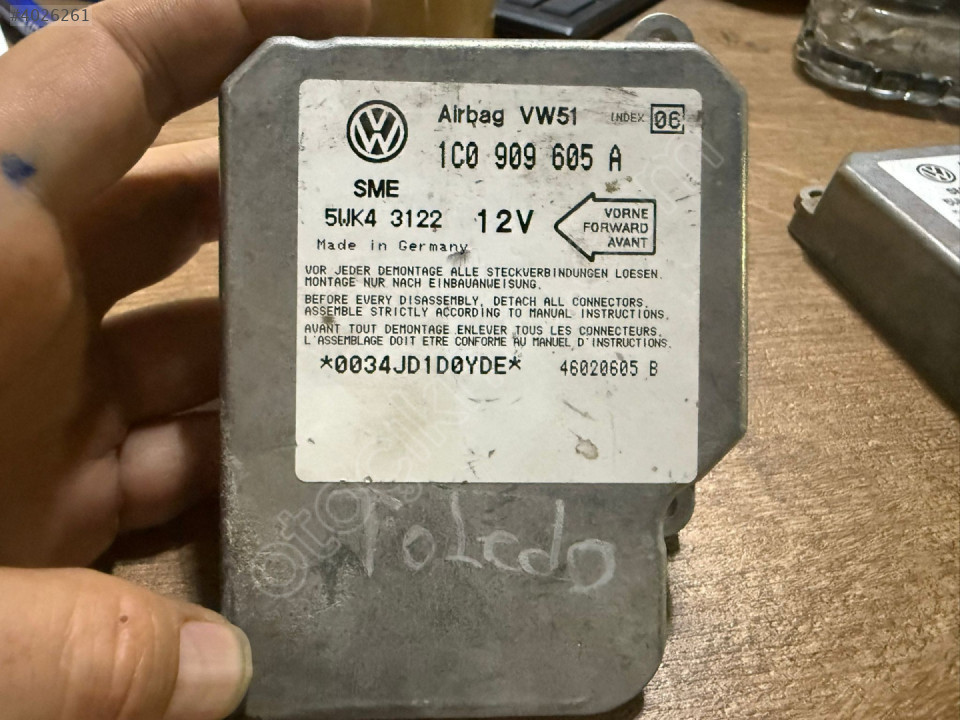 #4026261
Airbag VW51 INDEX 06
1C0 909 605 A
SME
5WK4 3122 12V
VORNE
FORWARD
AVANT
Made in Germany
VOR JEDER DEMONTAGE ALLE STECKVERBINDUNGEN LOESEN.
MONTAGE NUR NACH EINBAUANWEISUNG.
BEFORE EVERY DISASSEMBLY, DETACH ALL CONNECTORS.
ASSEMBLE STRICTLY ACCORDING TO MANUAL INSTRUCTIONS.
AVANT TOUT DEMONTAGE ENLEVER TOUS LES CONNECTEURS.
L'ASSEMBLAGE DOIT ETRE CONFORME AU MANUEL D'INSTRUCTIONS.
*0034JD1D0YDE* 46020605 B
Toledo